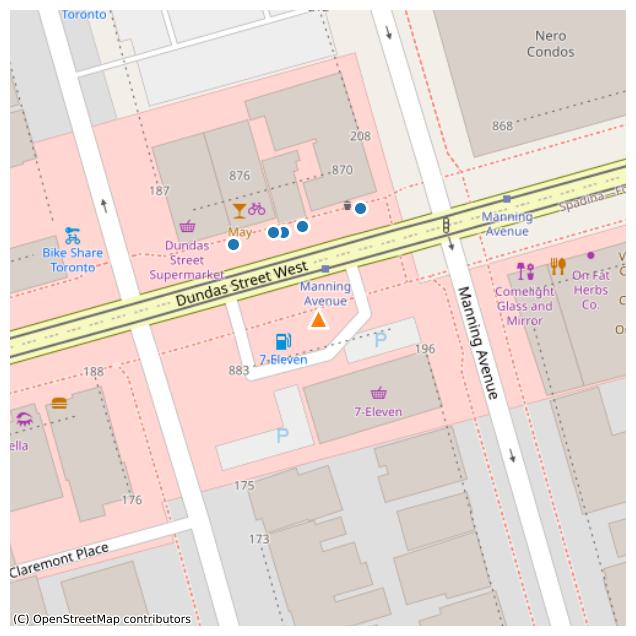 Toronto
Nero
Condos
208
868
870
876
187
May
Dundas
Street
Supermarket
Bike Share
Toronto
Manning
Avenue
Dundas Street West
Manning
Avenue
Comelight
Glass and
Mirror
Orı Fat
Herbs
Co.
7-Eleven
883
196
188
P
7-Eleven
P
Manning Avenue
ella
176
175
173
Claremont Place
(C) OpenStreetMap contributors